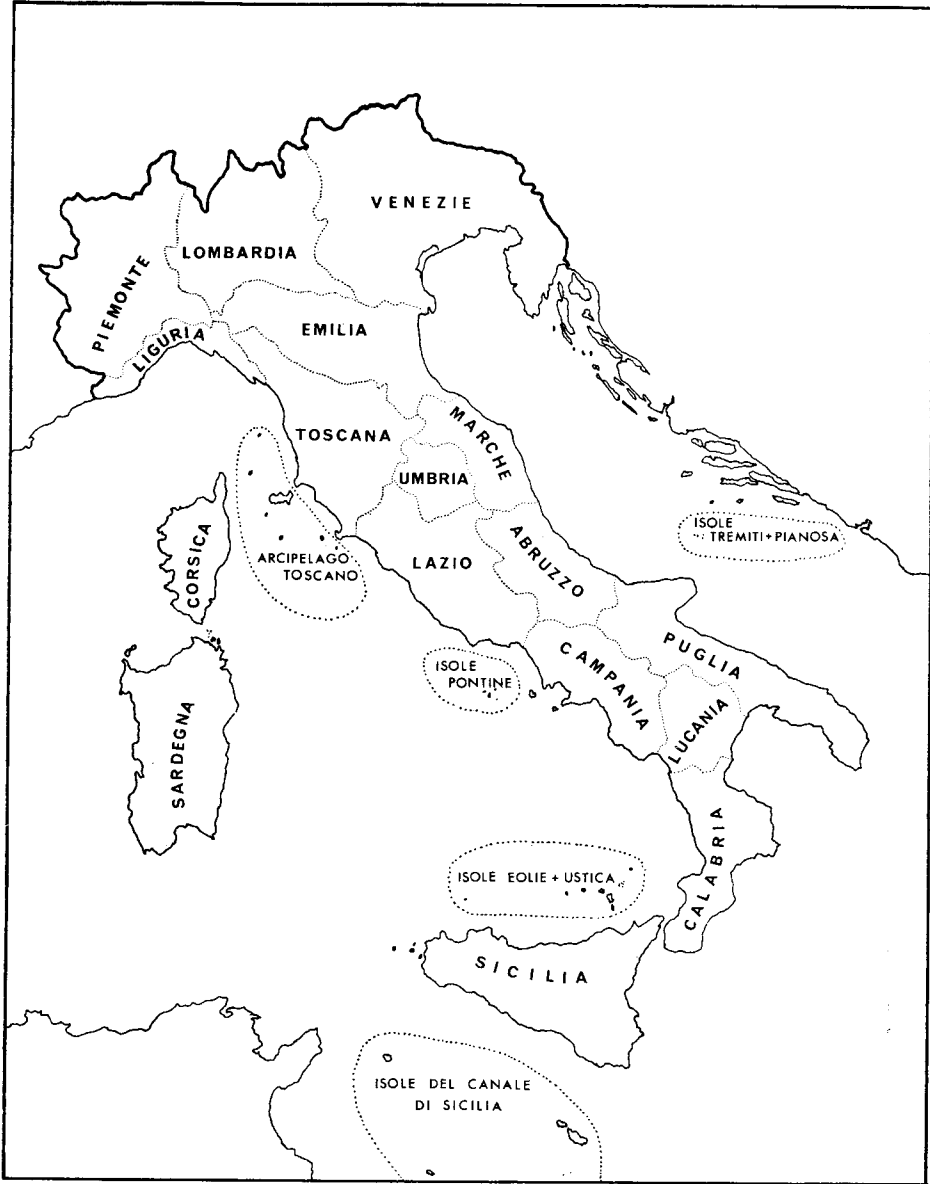 VENEZIE
LOMBARDIA
PIEMONTE
EMILIA
LIGURIA
MARCHE
TOSCANA
UMBRIA
ISOLE
TREMITI+PIANOSA
CORSICA
ARCIPELAGO
TOSCANO
LAZIO
ABRUZZO
PUGLIA
CAMPANIA
ISOLE
PONTINE
LUCANIA
SARDEGNA
CALABRIA
ISOLE EOLIE + USTICA
SICILIA
ISOLE DEL CANALE
DI SICILIA